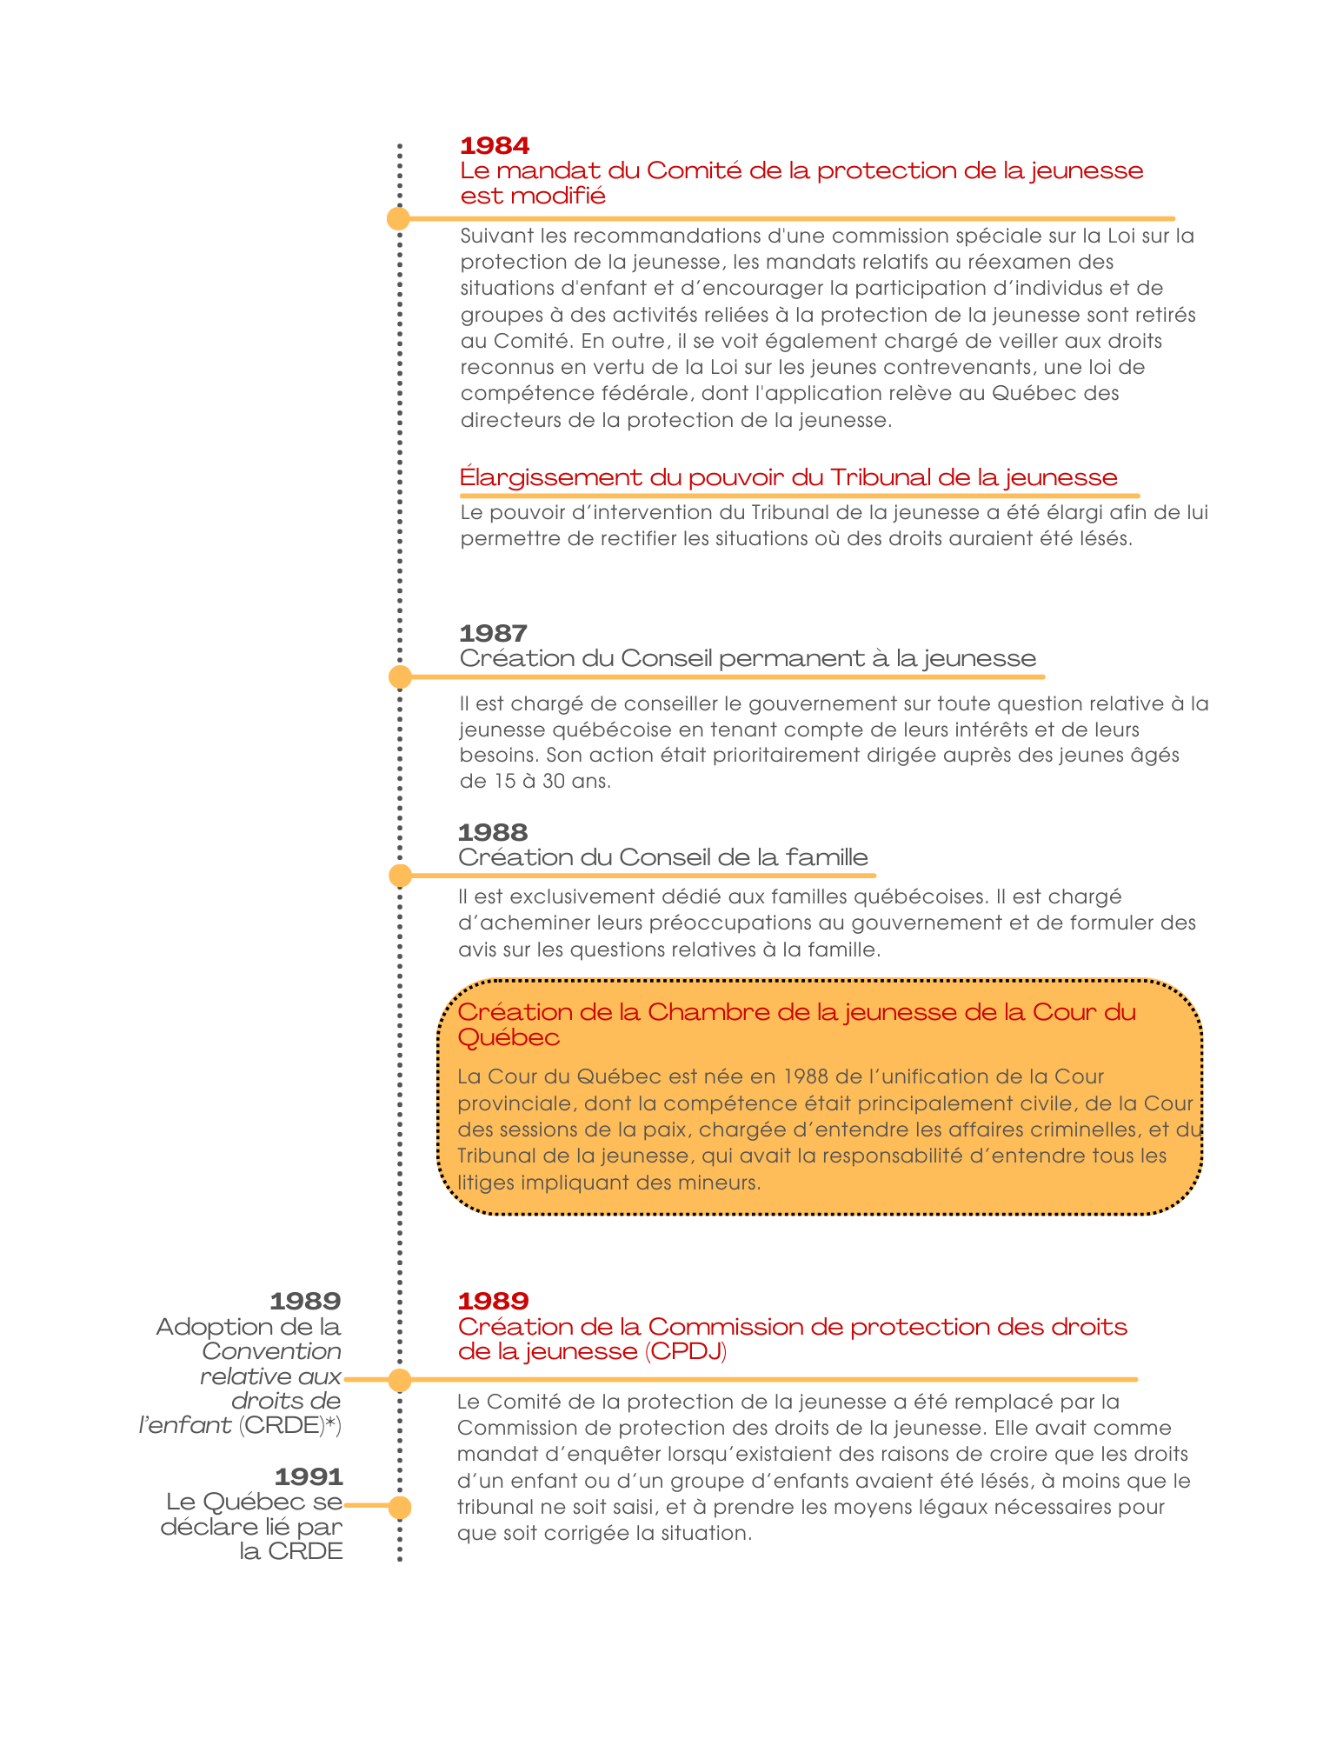 1984
Le mandat du Comité de la protection de la jeunesse
est modifié
Suivant les recommandations d'une commission spéciale sur la Loi sur la
protection de la jeunesse, les mandats relatifs au réexamen des
situations d'enfant et d’encourager la participation d’individus et de
groupes à des activités reliées à la protection de la jeunesse sont retirés
au Comité. En outre, il se voit également chargé de veiller aux droits
reconnus en vertu de la Loi sur les jeunes contrevenants, une loi de
compétence fédérale, dont l'application relève au Québec des
directeurs de la protection de la jeunesse.
Élargissement du pouvoir du Tribunal de la jeunesse
Le pouvoir d’intervention du Tribunal de la jeunesse a été élargi afin de lui
permettre de rectifier les situations où des droits auraient été lésés.
1987
Création du Conseil permanent à la jeunesse
Il est chargé de conseiller le gouvernement sur toute question relative à la
jeunesse québécoise en tenant compte de leurs intérêts et de leurs
besoins. Son action était prioritairement dirigée auprès des jeunes âgés
de 15 à 30 ans.
1988
Création du Conseil de la famille
Il est exclusivement dédié aux familles québécoises. Il est chargé
d’acheminer leurs préoccupations au gouvernement et de formuler des
avis sur les questions relatives à la famille.
Création de la Chambre de la jeunesse de la Cour du
Québec
La Cour du Québec est née en 1988 de l’unification de la Cour
provinciale, dont la compétence était principalement civile, de la Cour
des sessions de la paix, chargée d’entendre les affaires criminelles, et du
Tribunal de la jeunesse, qui avait la responsabilité d’entendre tous les
litiges impliquant des mineurs.
1989
Adoption de la
Convention
relative aux
droits de
l’enfant (CRDE)*)
1991
Le Québec se
déclare lié par
la CRDE
1989
Création de la Commission de protection des droits
de la jeunesse (CPDJ)
Le Comité de la protection de la jeunesse a été remplacé par la
Commission de protection des droits de la jeunesse. Elle avait comme
mandat d’enquêter lorsqu’existaient des raisons de croire que les droits
d’un enfant ou d’un groupe d’enfants avaient été lésés, à moins que le
tribunal ne soit saisi, et à prendre les moyens légaux nécessaires pour
que soit corrigée la situation.